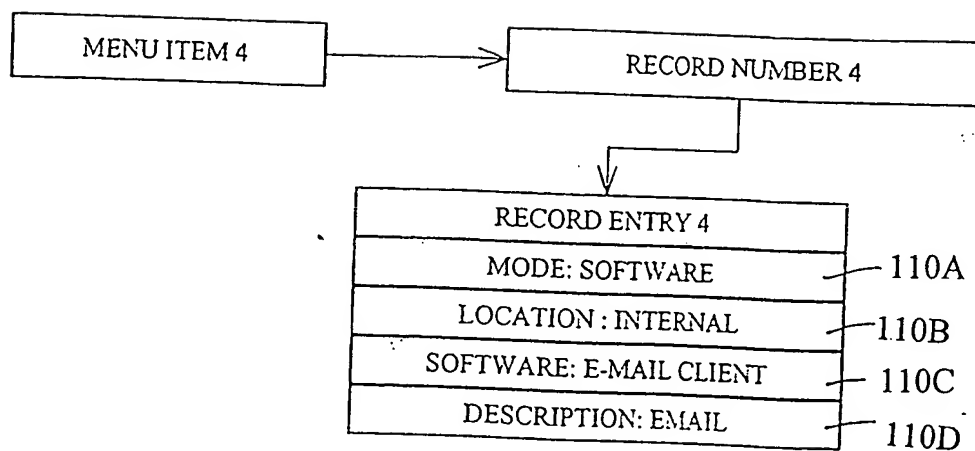 MENU ITEM 4
RECORD NUMBER 4
RECORD ENTRY 4
MODE: SOFTWARE
110A
LOCATION : INTERNAL
110B
SOFTWARE: E-MAIL CLIENT
110C
DESCRIPTION: EMAIL
110D